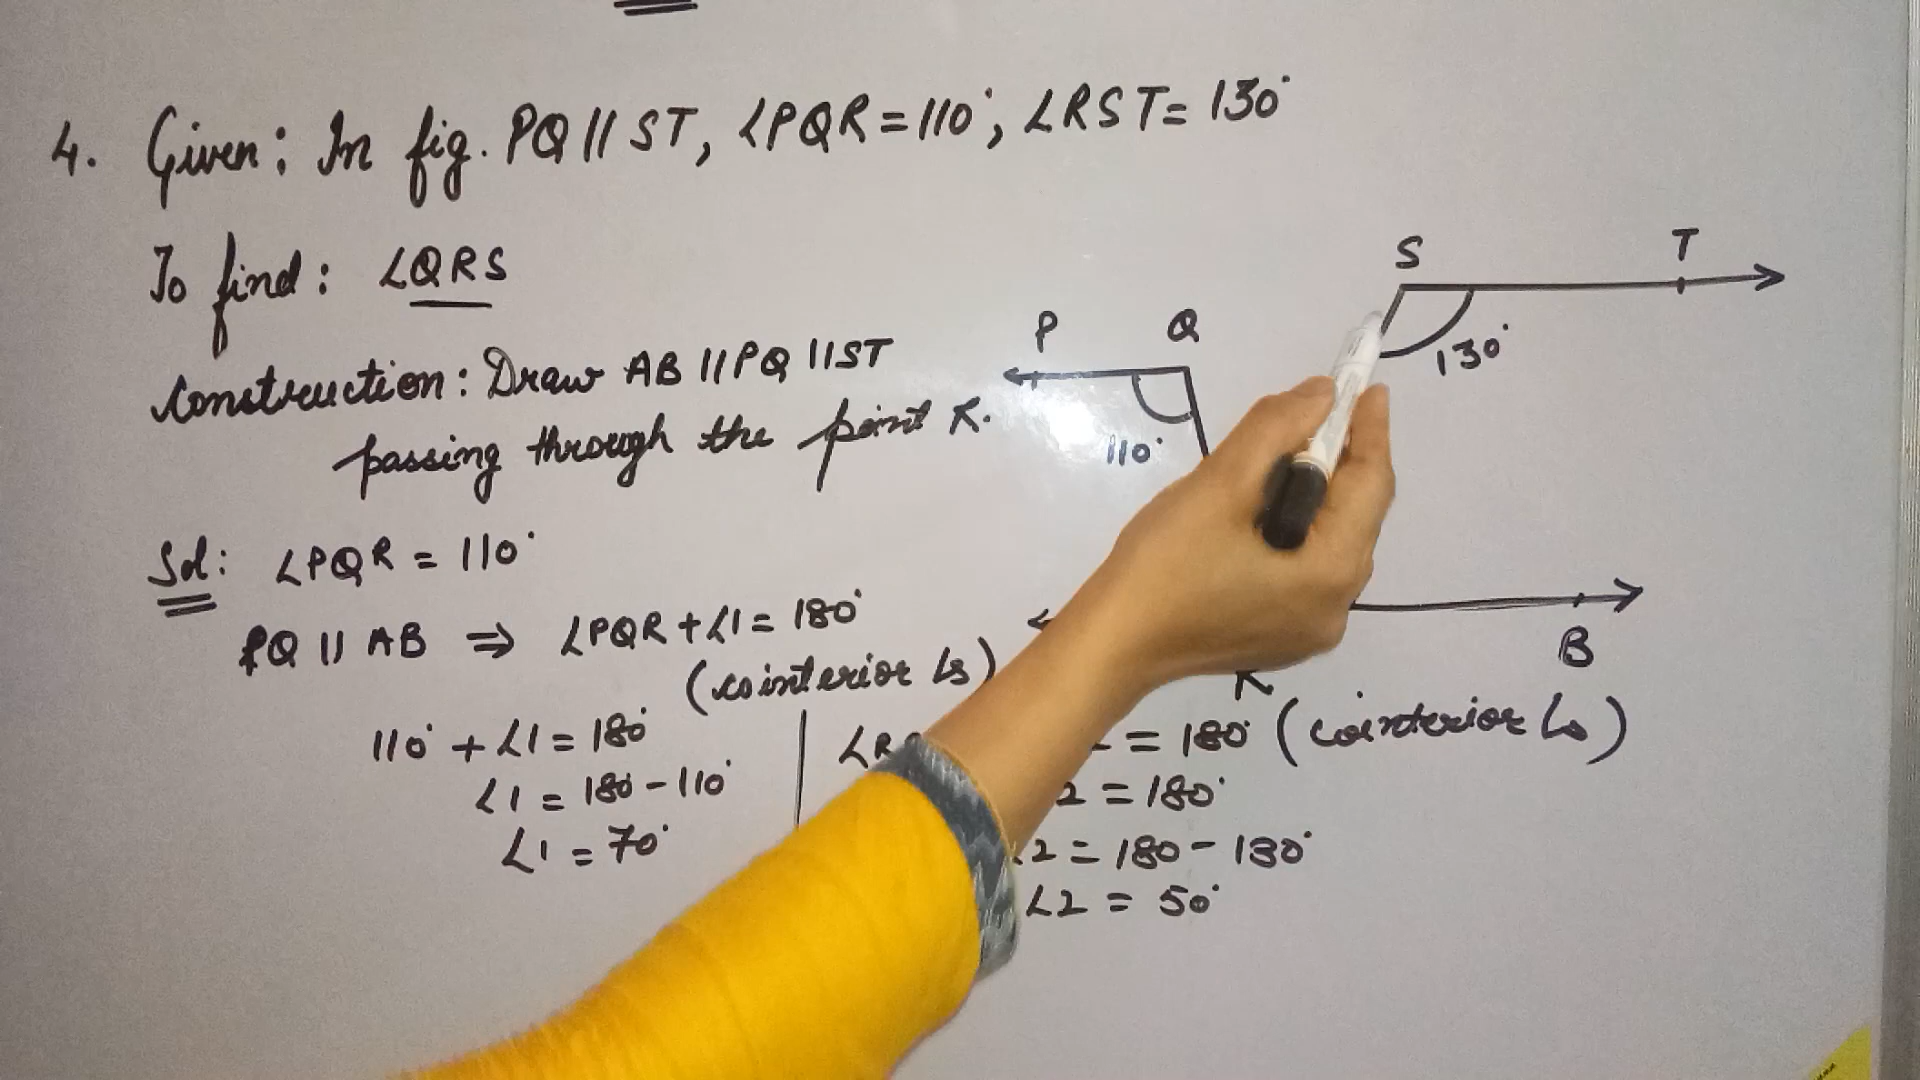 4. Given: In fig. PQ || ST, ∠PQR = 110°, ∠RST = 130°
To find: ∠QRS
Construction: Draw AB || PQ || ST
passing through the point R.
S T
130°
P Q
110°
B
Sol: ∠PQR = 110°
PQ || AB ⇒ ∠PQR + ∠1 = 180°
(cointerior ∠s)
110° + ∠1 = 180°
∠1 = 180° - 110°
∠1 = 70°
= 180° (cointerior ∠s)
2 = 180°
∠2 = 180 - 130°
∠2 = 50°